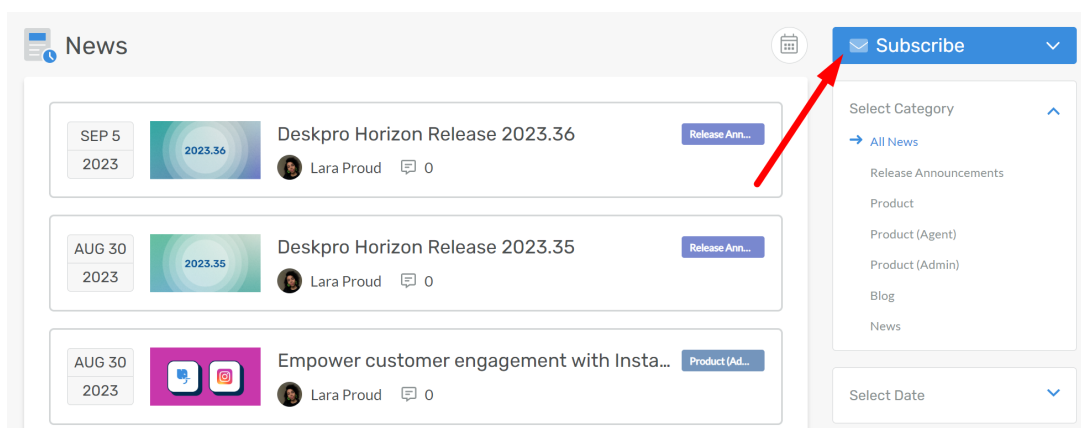 News
Subscribe
SEP 5
2023
2023.36
Deskpro Horizon Release 2023.36
Lara Proud
0
Release Ann...
AUG 30
2023
2023.35
Deskpro Horizon Release 2023.35
Lara Proud
0
Release Ann...
AUG 30
2023
Empower customer engagement with Insta...
Lara Proud
0
Product (Ad...
Select Category
All News
Release Announcements
Product
Product (Agent)
Product (Admin)
Blog
News
Select Date